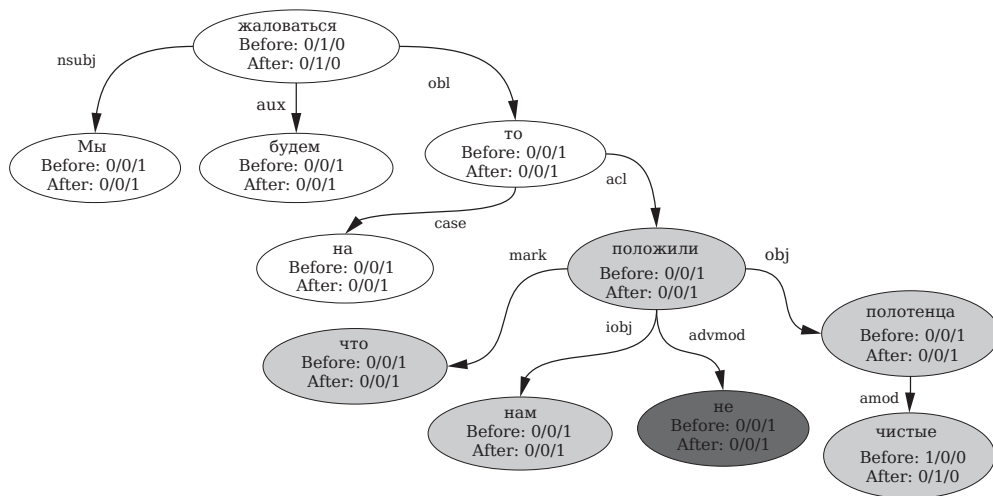 жаловаться
Before: 0/1/0
After: 0/1/0
nsubj
aux
obl
Мы
Before: 0/0/1
After: 0/0/1
будем
Before: 0/0/1
After: 0/0/1
то
Before: 0/0/1
After: 0/0/1
case
acl
на
Before: 0/0/1
After: 0/0/1
положили
Before: 0/0/1
After: 0/0/1
mark
iobj
advmod
obj
что
Before: 0/0/1
After: 0/0/1
нам
Before: 0/0/1
After: 0/0/1
не
Before: 0/0/1
After: 0/0/1
полотенца
Before: 0/0/1
After: 0/0/1
amod
чистые
Before: 1/0/0
After: 0/1/0